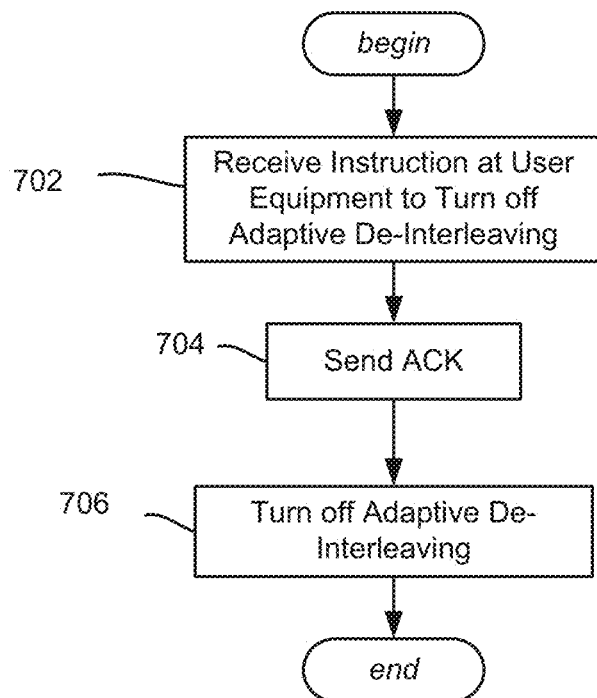 begin
702
Receive Instruction at User
Equipment to Turn off
Adaptive De-Interleaving
704
Send ACK
706
Turn off Adaptive De-
Interleaving
end